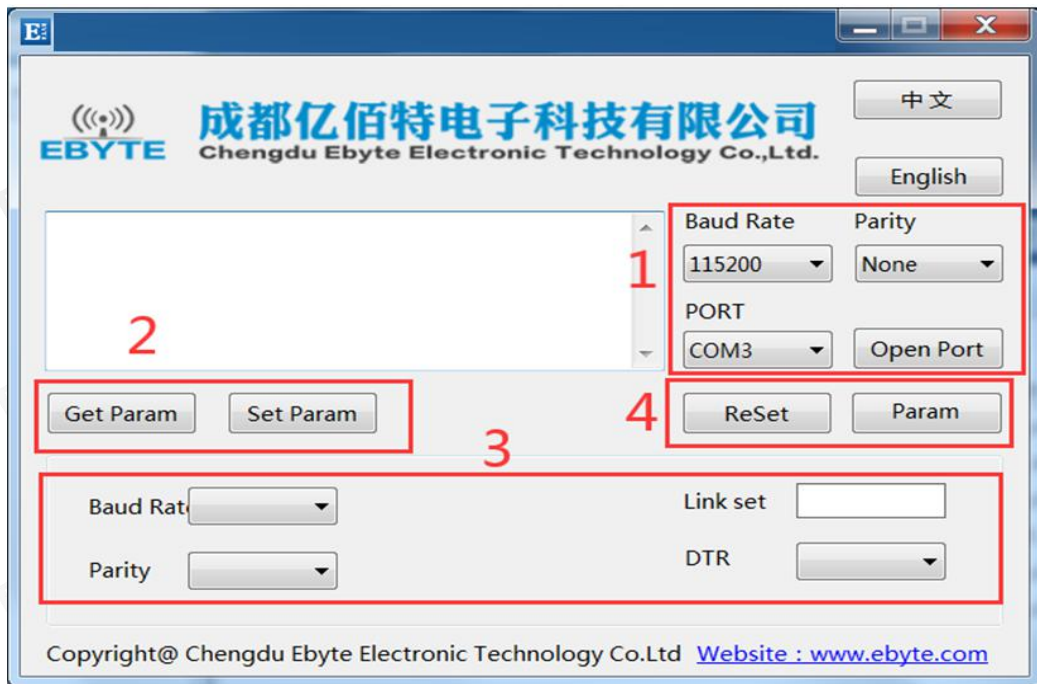 E
X
中文
EBYTE
成都亿佰特电子科技有限公司
Chengdu Ebyte Electronic Technology Co.,Ltd.
English
1
Baud Rate Parity
115200 None
PORT
COM3 Open Port
2
Get Param Set Param
4
ReSet Param
3
Baud Rat Link set
Parity DTR
Copyright@ Chengdu Ebyte Electronic Technology Co.Ltd Website : www.ebyte.com